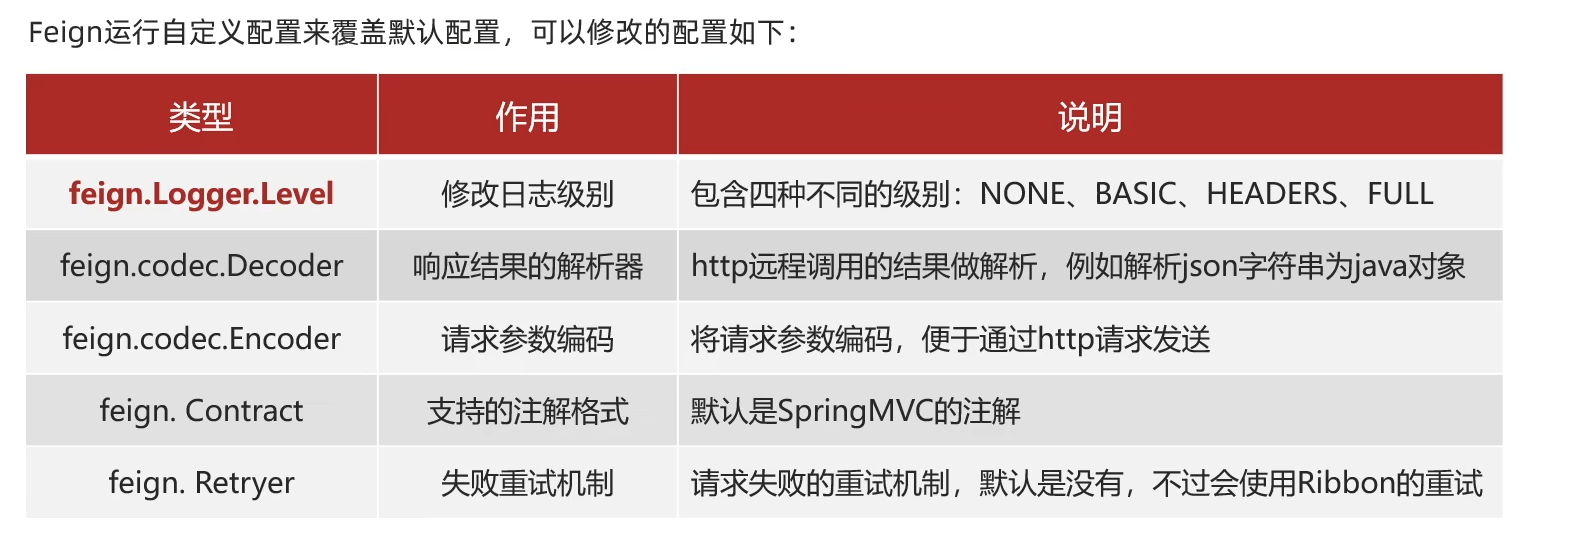 Feign运行自定义配置来覆盖默认配置，可以修改的配置如下：
类型 作用 说明
feign.Logger.Level 修改日志级别 包含四种不同的级别：NONE、BASIC、HEADERS、FULL
feign.codec.Decoder 响应结果的解析器 http远程调用的结果做解析，例如解析json字符串为java对象
feign.codec.Encoder 请求参数编码 将请求参数编码，便于通过http请求发送
feign. Contract 支持的注解格式 默认是SpringMVC的注解
feign. Retryer 失败重试机制 请求失败的重试机制，默认是没有，不过会使用Ribbon的重试